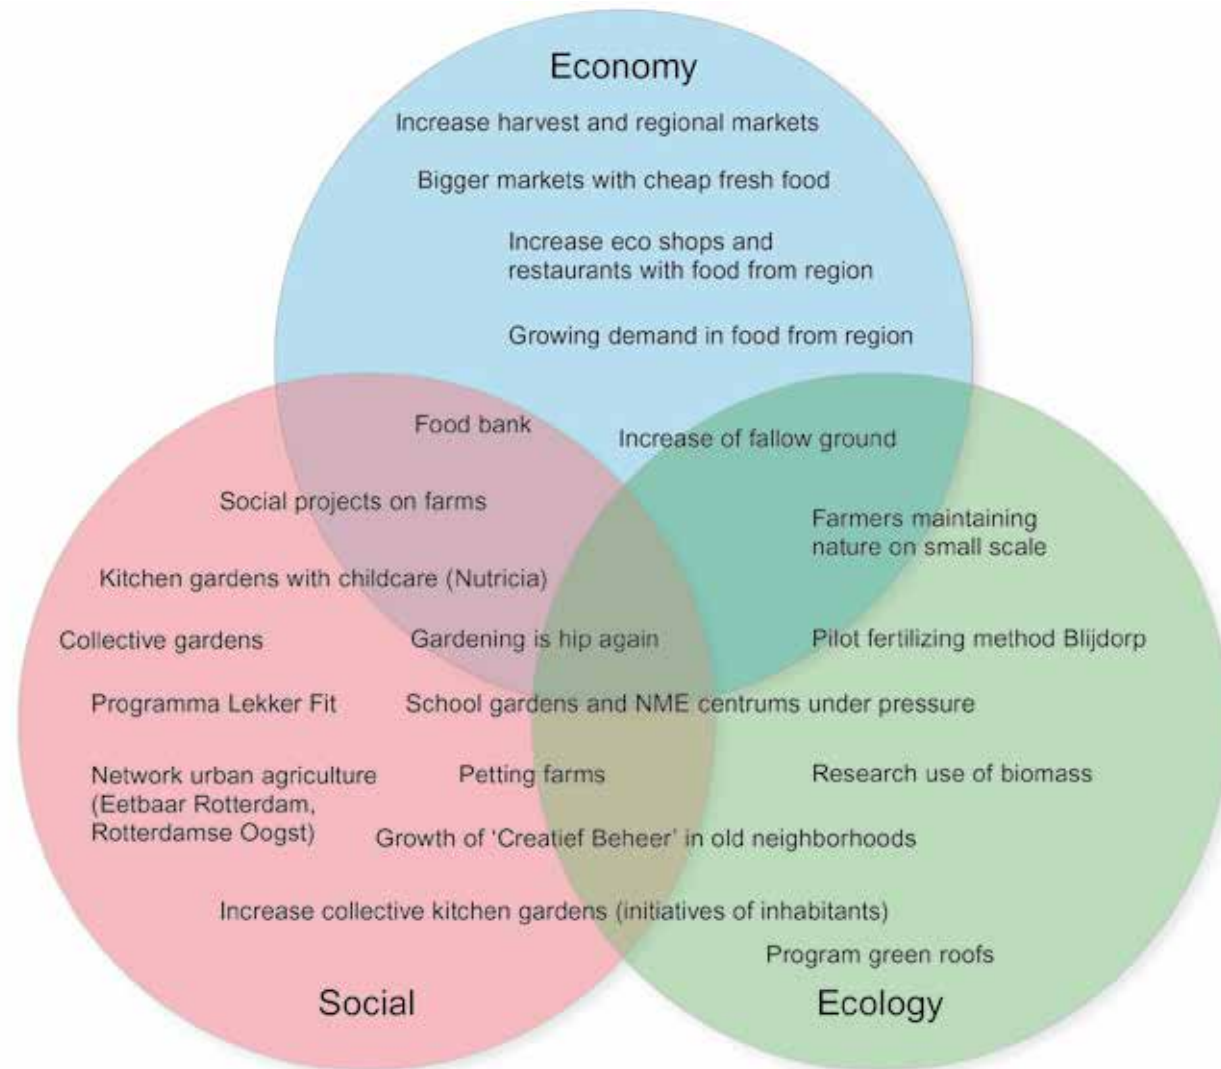 Economy
Increase harvest and regional markets
Bigger markets with cheap fresh food
Increase eco shops and
restaurants with food from region
Growing demand in food from region
Food bank
Increase of fallow ground
Social projects on farms
Farmers maintaining
nature on small scale
Kitchen gardens with childcare (Nutricia)
Collective gardens
Gardening is hip again
Pilot fertilizing method Blijdorp
Programma Lekker Fit
School gardens and NME centrums under pressure
Network urban agriculture
(Eetbaar Rotterdam,
Rotterdamse Oogst)
Petting farms
Research use of biomass
Growth of ‘Creatief Beheer’ in old neighborhoods
Increase collective kitchen gardens (initiatives of inhabitants)
Program green roofs
Social
Ecology